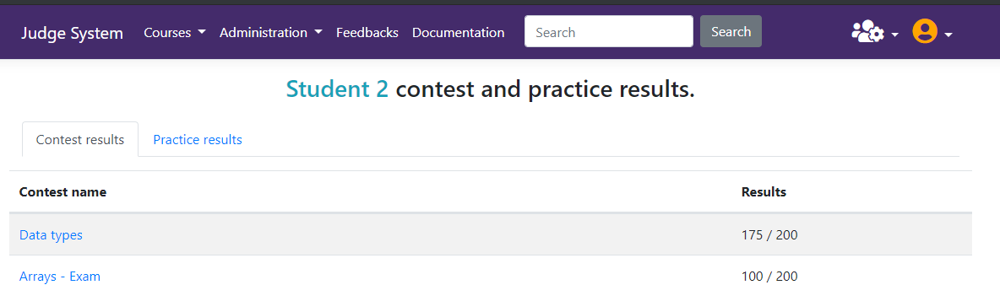 Judge System Courses Administration Feedbacks Documentation Search Search
Student 2 contest and practice results.
Contest results Practice results
Contest name Results
Data types 175 / 200
Arrays - Exam 100 / 200